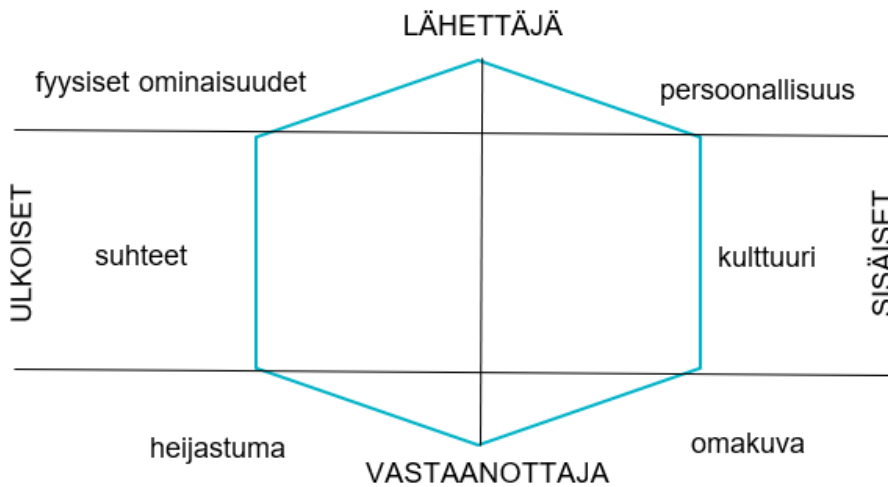 LÄHETTÄJÄ
fyysiset ominaisuudet
persoonallisuus
ULKOISET
suhteet
kulttuuri
SISÄISET
heijastuma
omakuva
VASTAANOTTAJA